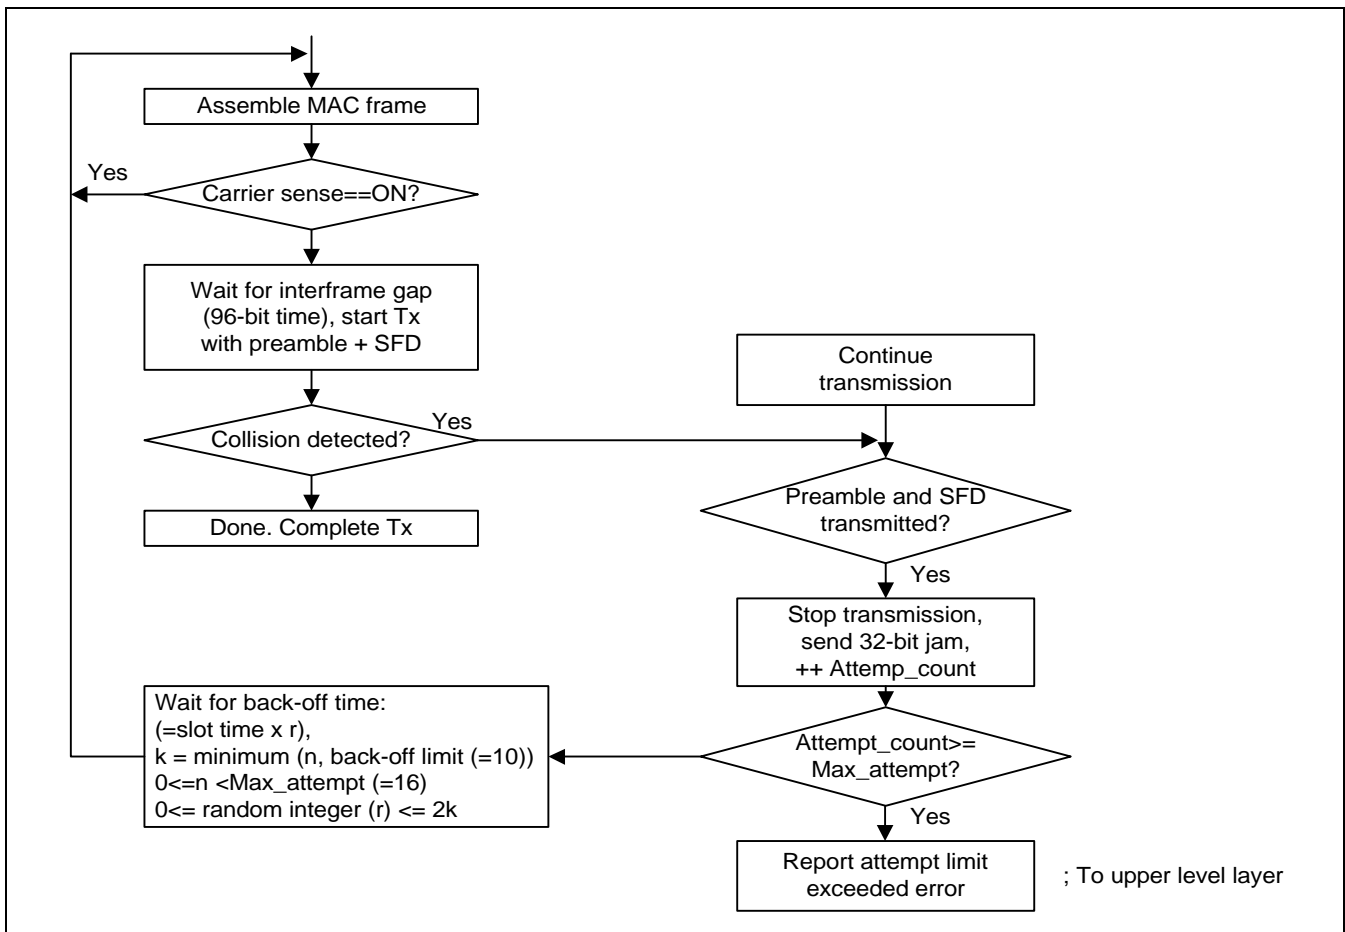 Assemble MAC frame
Yes
Carrier sense==ON?
Wait for interframe gap
(96-bit time), start Tx
with preamble + SFD
Continue
transmission
Yes
Collision detected?
Preamble and SFD
transmitted?
Done. Complete Tx
Yes
Stop transmission,
send 32-bit jam,
++ Attemp_count
Wait for back-off time:
(=slot time x r),
k = minimum (n, back-off limit (=10))
0<=n <Max_attempt (=16)
0<= random integer (r) <= 2k
Attempt_count>=
Max_attempt?
Yes
Report attempt limit
exceeded error
; To upper level layer